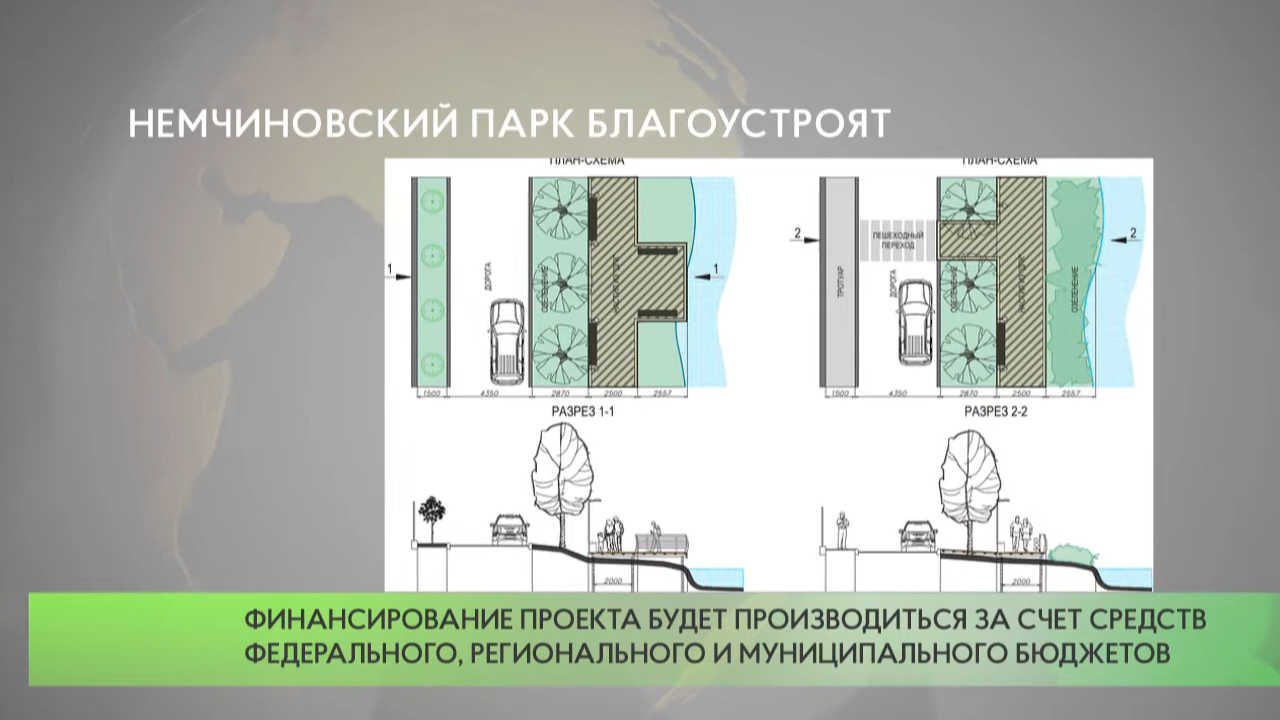 НЕМЧИНОВСКИЙ ПАРК БЛАГОУСТРОЯТ
ПЛАН-СХЕМА
ПЛАН-СХЕМА
1
ДОРОГА
ОЗЕЛЕНЕНИЕ
1
1500
4350
2870
2500
2557
2
ПЕШЕХОДНЫЙ
ПЕРЕХОД
ТРОТУАР
ДОРОГА
ОЗЕЛЕНЕНИЕ
ОЗЕЛЕНЕНИЕ
2
1500
4350
2870
2500
2557
РАЗРЕЗ 1-1
РАЗРЕЗ 2-2
2000
2000
ФИНАНСИРОВАНИЕ ПРОЕКТА БУДЕТ ПРОИЗВОДИТЬСЯ ЗА СЧЕТ СРЕДСТВ
ФЕДЕРАЛЬНОГО, РЕГИОНАЛЬНОГО И МУНИЦИПАЛЬНОГО БЮДЖЕТОВ